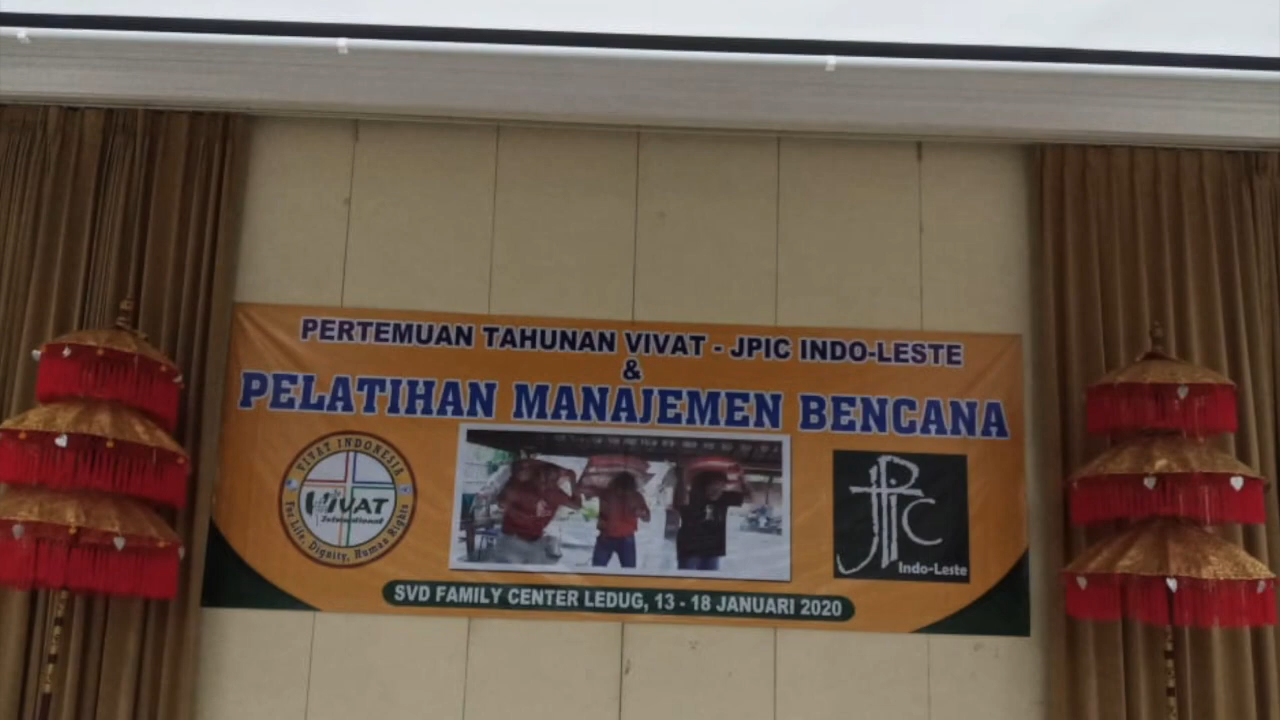 PERTEMUAN TAHUNAN VIVAT - JPIC INDO-LESTE
&
PELATIHAN MANAJEMEN BENCANA
VIVAT INDONESIA
VIVAT
International
For Life, Dignity, Human Rights
JPIC
Indo-Leste
SVD FAMILY CENTER LEDUG, 13 - 18 JANUARI 2020